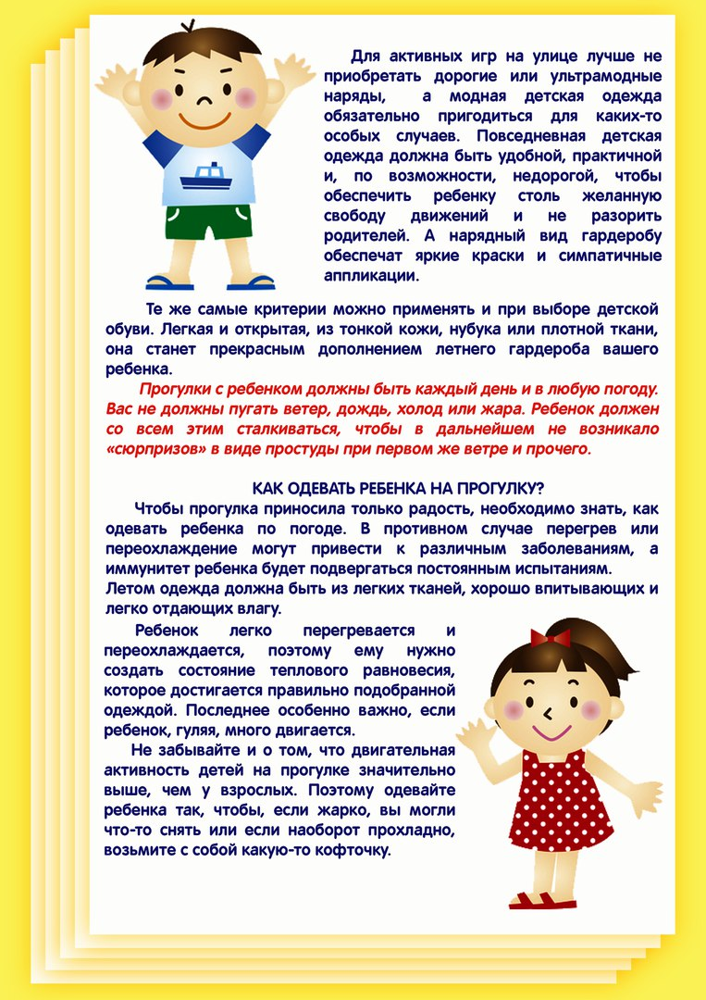 Для активных игр на улице лучше не
приобретать дорогие или ультрамодные
наряды, а модная детская одежда
обязательно пригодиться для каких-то
особых случаев. Повседневная детская
одежда должна быть удобной, практичной
и, по возможности, недорогой, чтобы
обеспечить ребенку столь желанную
свободу движений и не разорить
родителей. А нарядный вид гардеробу
обеспечат яркие краски и симпатичные
аппликации.
Те же самые критерии можно применять и при выборе детской
обуви. Легкая и открытая, из тонкой кожи, нубука или плотной ткани,
она станет прекрасным дополнением летнего гардероба вашего
ребенка.
Прогулки с ребенком должны быть каждый день и в любую погоду.
Вас не должны пугать ветер, дождь, холод или жара. Ребенок должен
со всем этим сталкиваться, чтобы в дальнейшем не возникало
«сюрпризов» в виде простуды при первом же ветре и прочего.
КАК ОДЕВАТЬ РЕБЕНКА НА ПРОГУЛКУ?
Чтобы прогулка приносила только радость, необходимо знать, как
одевать ребенка по погоде. В противном случае перегрев или
переохлаждение могут привести к различным заболеваниям, а
иммунитет ребенка будет подвергаться постоянным испытаниям.
Летом одежда должна быть из легких тканей, хорошо впитывающих и
легко отдающих влагу.
Ребенок легко перегревается и
переохлаждается, поэтому ему нужно
создать состояние теплового равновесия,
которое достигается правильно подобранной
одеждой. Последнее особенно важно, если
ребенок, гуляя, много двигается.
Не забывайте и о том, что двигательная
активность детей на прогулке значительно
выше, чем у взрослых. Поэтому одевайте
ребенка так, чтобы, если жарко, вы могли
что-то снять или если наоборот прохладно,
возьмите с собой какую-то кофточку.